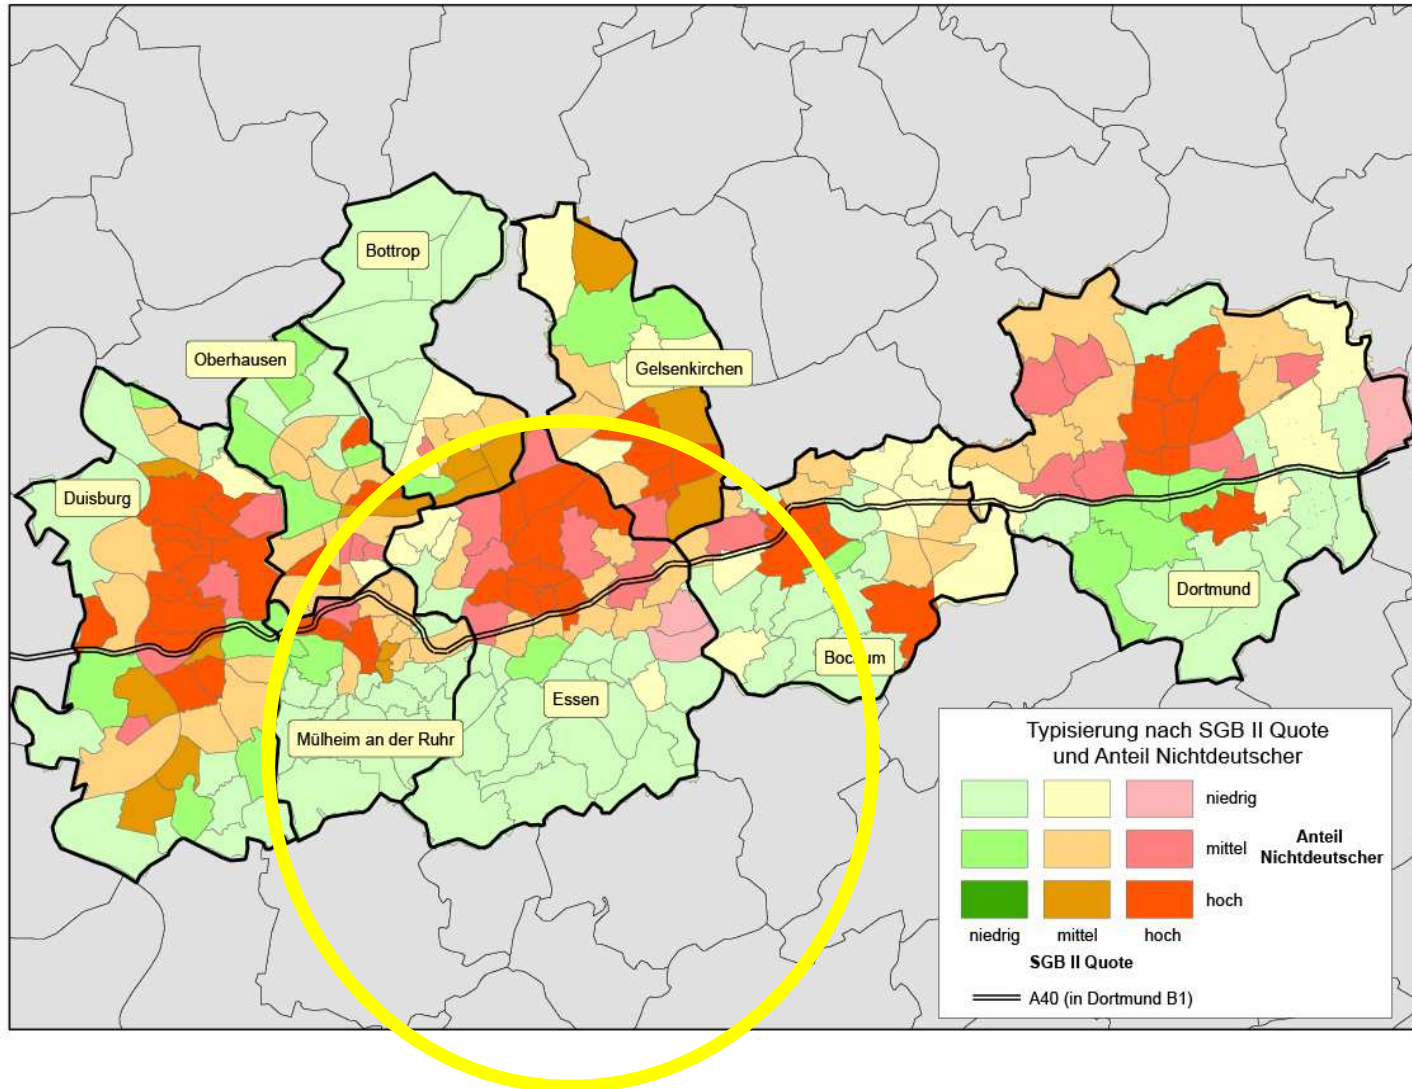 Bottrop
Oberhausen
Gelsenkirchen
Duisburg
Dortmund
Bochum
Essen
Mülheim an der Ruhr
Typisierung nach SGB II Quote
und Anteil Nichtdeutscher
niedrig
mittel
Anteil
Nichtdeutscher
hoch
niedrig mittel hoch
SGB II Quote
A40 (in Dortmund B1)